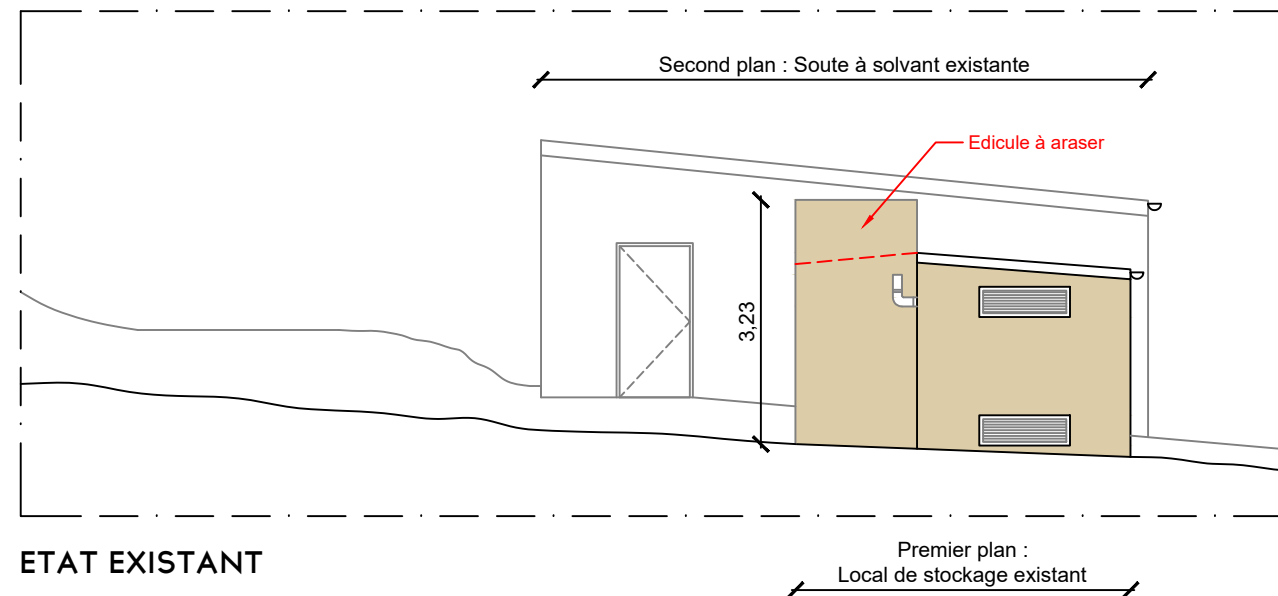 Second plan : Soute à solvant existante
Edicule à araser
3,23
ETAT EXISTANT
Premier plan :
Local de stockage existant